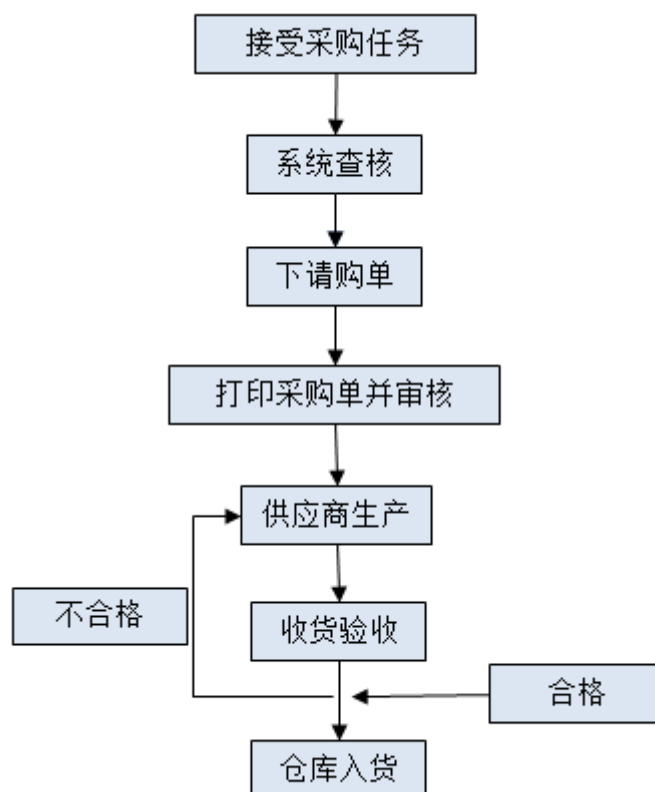 接受采购任务
系统查核
下请购单
打印采购单并审核
供应商生产
不合格
收货验收
合格
仓库入货